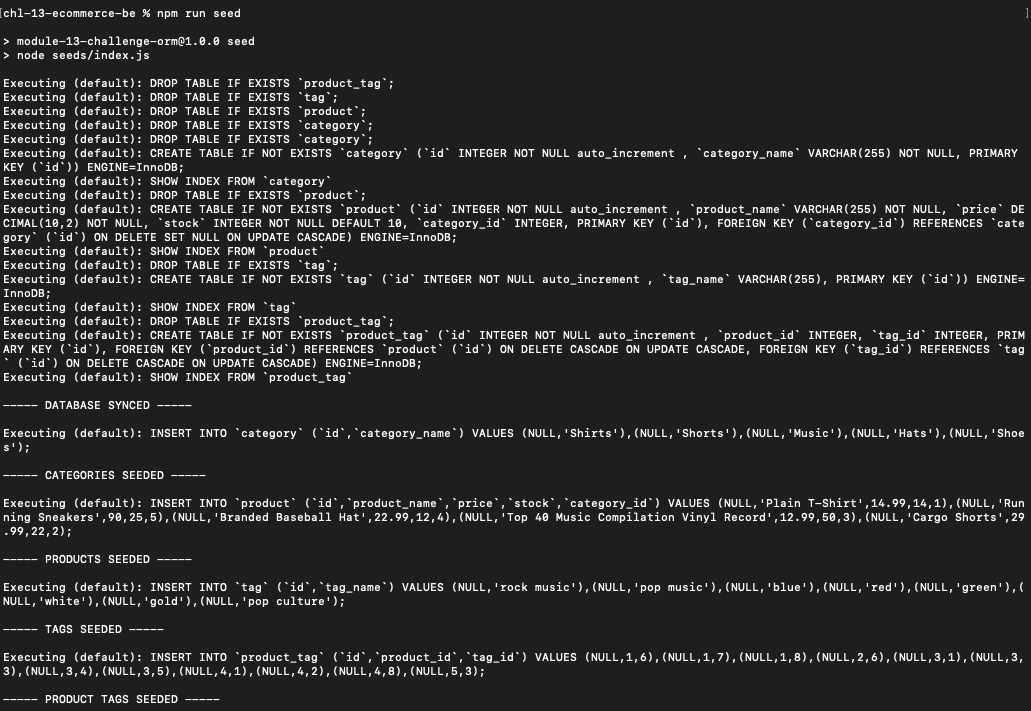 [chl-13-ecommerce-be % npm run seed ]
> module-13-challenge-orm@1.0.0 seed
> node seeds/index.js
Executing (default): DROP TABLE IF EXISTS `product_tag`;
Executing (default): DROP TABLE IF EXISTS `tag`;
Executing (default): DROP TABLE IF EXISTS `product`;
Executing (default): DROP TABLE IF EXISTS `category`;
Executing (default): DROP TABLE IF EXISTS `category`;
Executing (default): CREATE TABLE IF NOT EXISTS `category` (`id` INTEGER NOT NULL auto_increment , `category_name` VARCHAR(255) NOT NULL, PRIMARY
KEY (`id`)) ENGINE=InnoDB;
Executing (default): SHOW INDEX FROM `category`
Executing (default): DROP TABLE IF EXISTS `product`;
Executing (default): CREATE TABLE IF NOT EXISTS `product` (`id` INTEGER NOT NULL auto_increment , `product_name` VARCHAR(255) NOT NULL, `price` DE
CIMAL(10,2) NOT NULL, `stock` INTEGER NOT NULL DEFAULT 10, `category_id` INTEGER, PRIMARY KEY (`id`), FOREIGN KEY (`category_id`) REFERENCES `cate
gory` (`id`) ON DELETE SET NULL ON UPDATE CASCADE) ENGINE=InnoDB;
Executing (default): SHOW INDEX FROM `product`
Executing (default): DROP TABLE IF EXISTS `tag`;
Executing (default): CREATE TABLE IF NOT EXISTS `tag` (`id` INTEGER NOT NULL auto_increment , `tag_name` VARCHAR(255), PRIMARY KEY (`id`)) ENGINE=
InnoDB;
Executing (default): SHOW INDEX FROM `tag`
Executing (default): DROP TABLE IF EXISTS `product_tag`;
Executing (default): CREATE TABLE IF NOT EXISTS `product_tag` (`id` INTEGER NOT NULL auto_increment , `product_id` INTEGER, `tag_id` INTEGER, PRIM
ARY KEY (`id`), FOREIGN KEY (`product_id`) REFERENCES `product` (`id`) ON DELETE CASCADE ON UPDATE CASCADE, FOREIGN KEY (`tag_id`) REFERENCES `tag
` (`id`) ON DELETE CASCADE ON UPDATE CASCADE) ENGINE=InnoDB;
Executing (default): SHOW INDEX FROM `product_tag`
----- DATABASE SYNCED -----
Executing (default): INSERT INTO `category` (`id`,`category_name`) VALUES (NULL,'Shirts'),(NULL,'Shorts'),(NULL,'Music'),(NULL,'Hats'),(NULL,'Shoe
s');
----- CATEGORIES SEEDED -----
Executing (default): INSERT INTO `product` (`id`,`product_name`,`price`,`stock`,`category_id`) VALUES (NULL,'Plain T-Shirt',14.99,14,1),(NULL,'Run
ning Sneakers',90,25,5),(NULL,'Branded Baseball Hat',22.99,12,4),(NULL,'Top 40 Music Compilation Vinyl Record',12.99,50,3),(NULL,'Cargo Shorts',29
.99,22,2);
----- PRODUCTS SEEDED -----
Executing (default): INSERT INTO `tag` (`id`,`tag_name`) VALUES (NULL,'rock music'),(NULL,'pop music'),(NULL,'blue'),(NULL,'red'),(NULL,'green'),(
NULL,'white'),(NULL,'gold'),(NULL,'pop culture');
----- TAGS SEEDED -----
Executing (default): INSERT INTO `product_tag` (`id`,`product_id`,`tag_id`) VALUES (NULL,1,6),(NULL,1,7),(NULL,1,8),(NULL,2,6),(NULL,3,1),(NULL,3,
3),(NULL,3,4),(NULL,3,5),(NULL,4,1),(NULL,4,2),(NULL,4,8),(NULL,5,3);
----- PRODUCT TAGS SEEDED -----